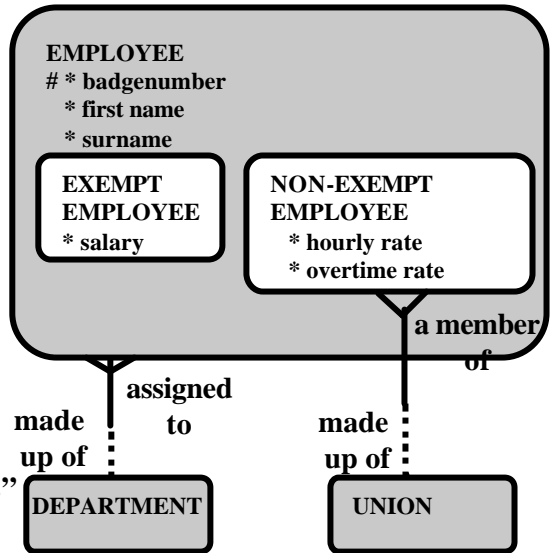 EMPLOYEE
# * badgenumber
* first name
* surname
EXEMPT
EMPLOYEE
* salary
NON-EXEMPT
EMPLOYEE
* hourly rate
* overtime rate
a member
of
assigned
to
made
up of
made
up of
”
DEPARTMENT
UNION